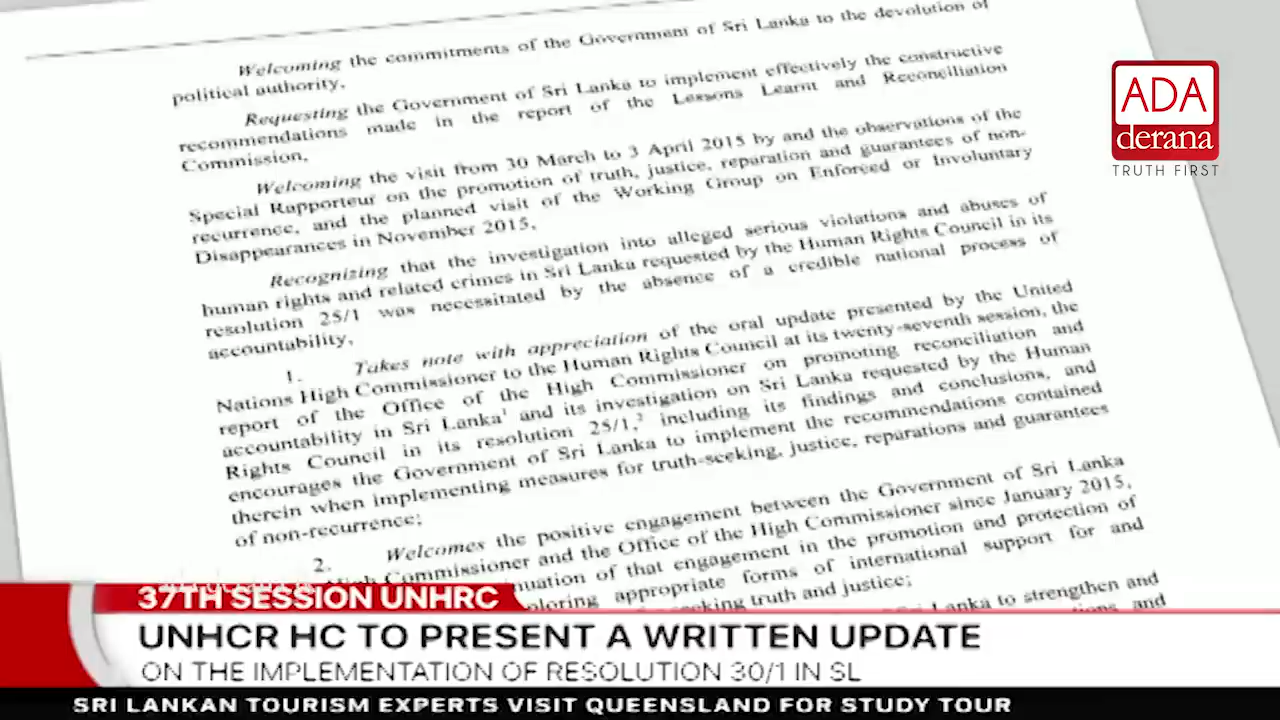 Welcoming the commitments of the Government of Sri Lanka to the devolution of
political authority,
Requesting the Government of Sri Lanka to implement effectively the constructive
recommendations made in the report of the Lessons Learnt and Reconciliation
Commission,
Welcoming the visit from 30 March to 3 April 2015 by and the observations of the
Special Rapporteur on the promotion of truth, justice, reparation and guarantees of non-
recurrence, and the planned visit of the Working Group on Enforced or Involuntary
Disappearances in November 2015,
Recognizing that the investigation into alleged serious violations and abuses of
human rights and related crimes in Sri Lanka requested by the Human Rights Council in its
resolution 25/1 was necessitated by the absence of a credible national process of
accountability,
1. Takes note with appreciation of the oral update presented by the United
Nations High Commissioner to the Human Rights Council at its twenty-seventh session, the
report of the Office of the High Commissioner on promoting reconciliation and
accountability in Sri Lanka¹ and its investigation on Sri Lanka requested by the Human
Rights Council in its resolution 25/1,² including its findings and conclusions, and
encourages the Government of Sri Lanka to implement the recommendations contained
therein when implementing measures for truth-seeking, justice, reparations and guarantees
of non-recurrence;
2. Welcomes the positive engagement between the Government of Sri Lanka
High Commissioner and the Office of the High Commissioner since January 2015,
of that engagement in the promotion and protection of
appropriate forms of international support for and
truth and justice;
Lanka to strengthen and
and
ADA
derana
TRUTH FIRST
37TH SESSION UNHRC
UNHCR HC TO PRESENT A WRITTEN UPDATE
ON THE IMPLEMENTATION OF RESOLUTION 30/1 IN SL
SRI LANKAN TOURISM EXPERTS VISIT QUEENSLAND FOR STUDY TOUR